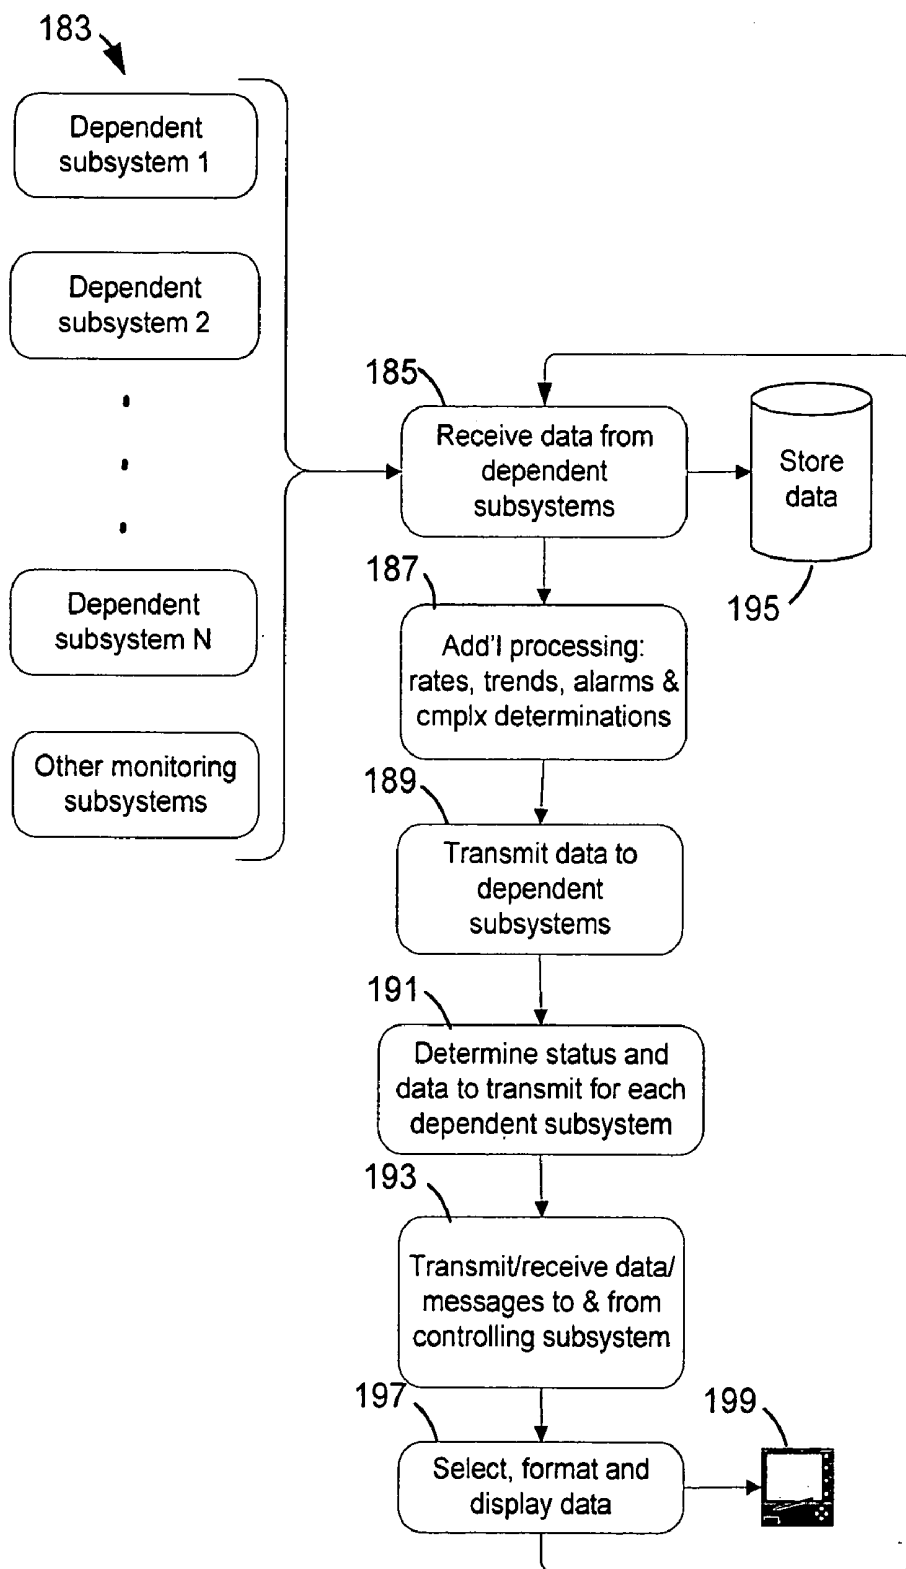 183
Dependent
subsystem 1
Dependent
subsystem 2
Dependent
subsystem N
Other monitoring
subsystems
185
Receive data from
dependent
subsystems
Store
data
195
187
Add'l processing:
rates, trends, alarms &
cmplx determinations
189
Transmit data to
dependent
subsystems
191
Determine status and
data to transmit for each
dependent subsystem
193
Transmit/receive data/
messages to & from
controlling subsystem
197
Select, format and
display data
199